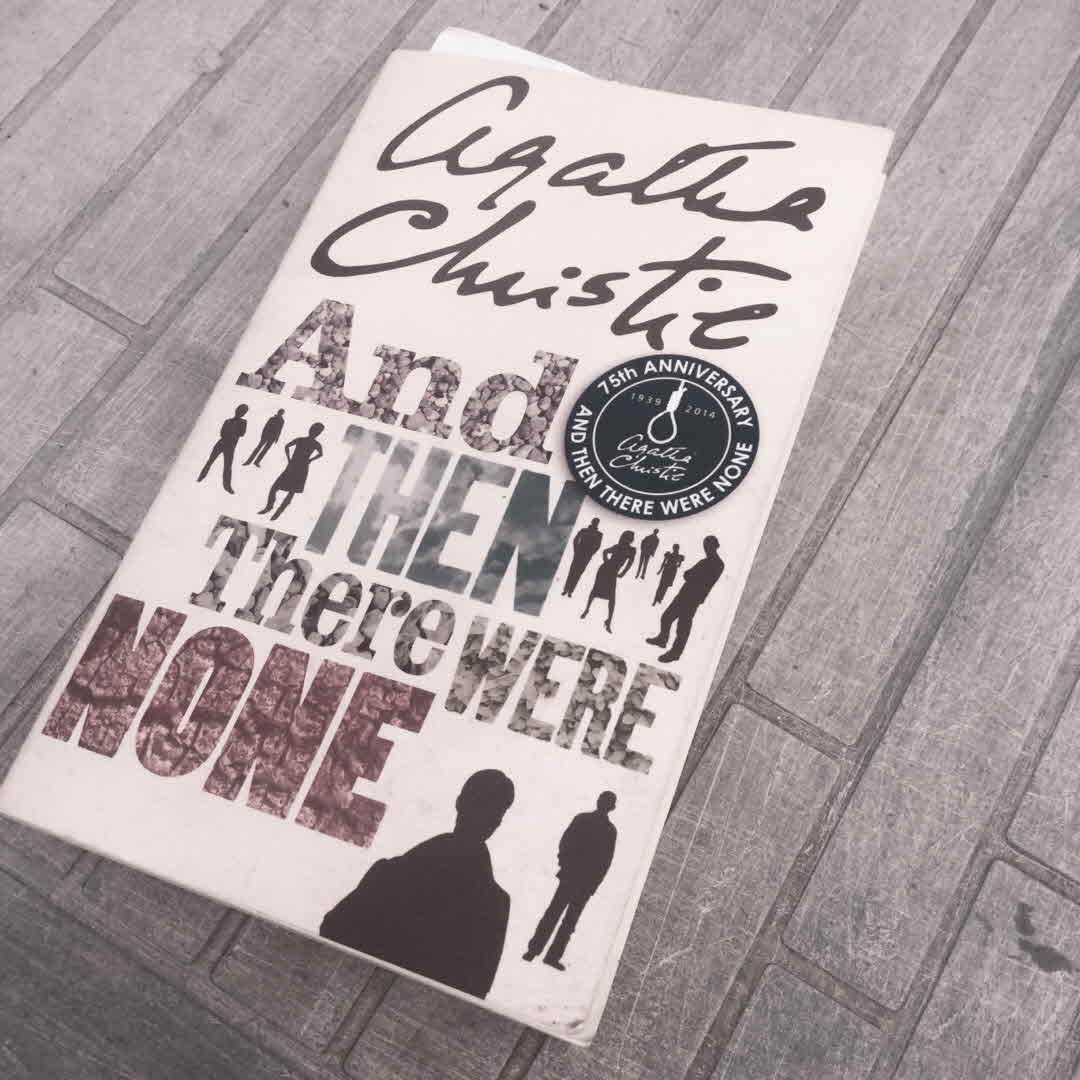 Agatha
Christie
And
75th ANNIVERSARY
1939 2014
Agatha
Christie
AND THEN THERE WERE NONE
THEN
There WERE
NONE